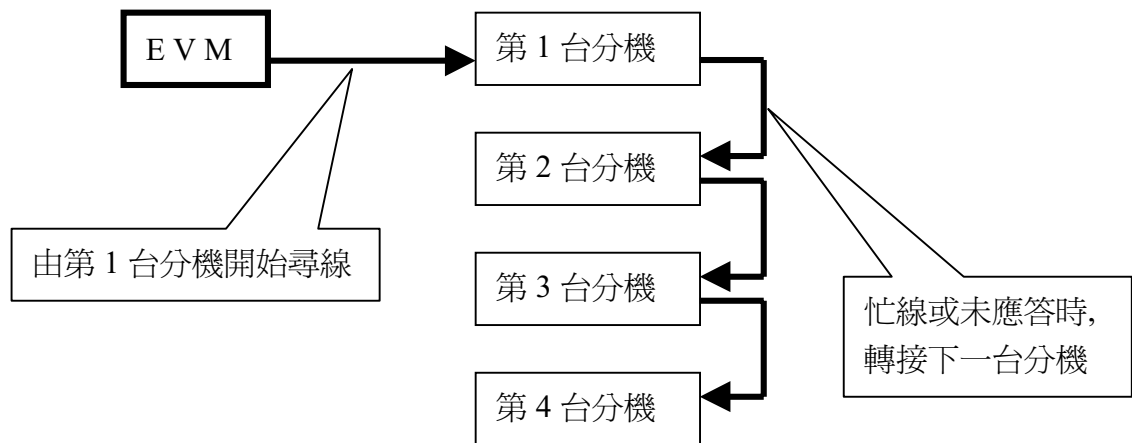 E V M
第 1 台分機
第 2 台分機
由第 1 台分機開始尋線
第 3 台分機
忙線或未應答時,
轉接下一台分機
第 4 台分機